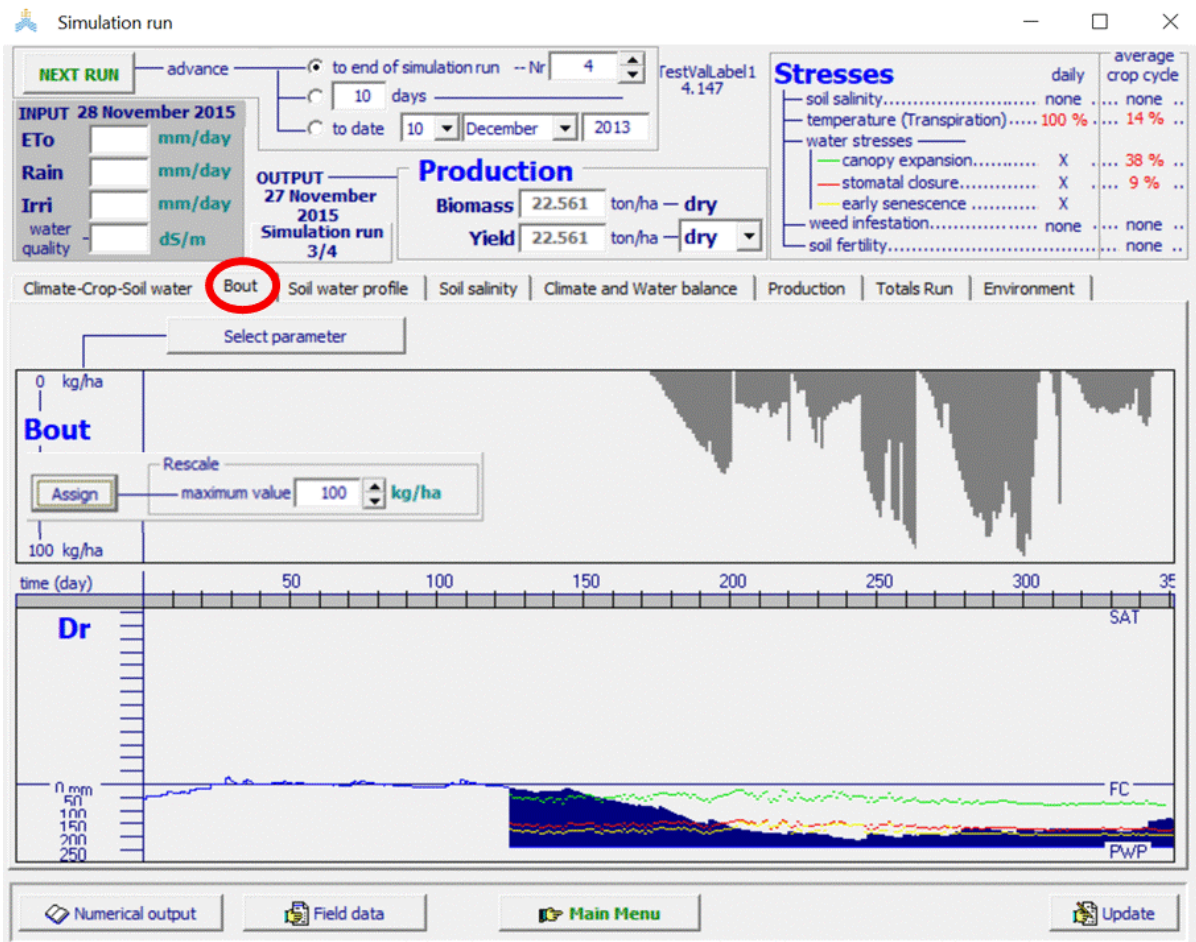 Simulation run
NEXT RUN
advance
to end of simulation run -- Nr 4
10 days
to date 10 December 2013
TestValLabel1
4.147
INPUT 28 November 2015
ETo mm/day
Rain mm/day
Irri mm/day
water quality dS/m
OUTPUT
27 November
2015
Simulation run
3/4
Production
Biomass 22.561 ton/ha dry
Yield 22.561 ton/ha dry
Stresses
daily
average
crop cycle
soil salinity............................ none .... none ..
temperature (Transpiration)..... 100 % .... 14 % ..
water stresses
canopy expansion............ X .... 38 % ..
stomatal closure.............. X .... 9 % ..
early senescence ............ X
weed infestation.................... none .... none ..
soil fertility........................................ none ..
Climate-Crop-Soil water
Bout
Soil water profile
Soil salinity
Climate and Water balance
Production
Totals Run
Environment
Select parameter
0 kg/ha
Bout
Rescale
Assign
maximum value 100 kg/ha
100 kg/ha
time (day) 50 100 150 200 250 300 35
Dr
SAT
0 mm
50
100
150
200
250
FC
PWP
Numerical output
Field data
Main Menu
Update